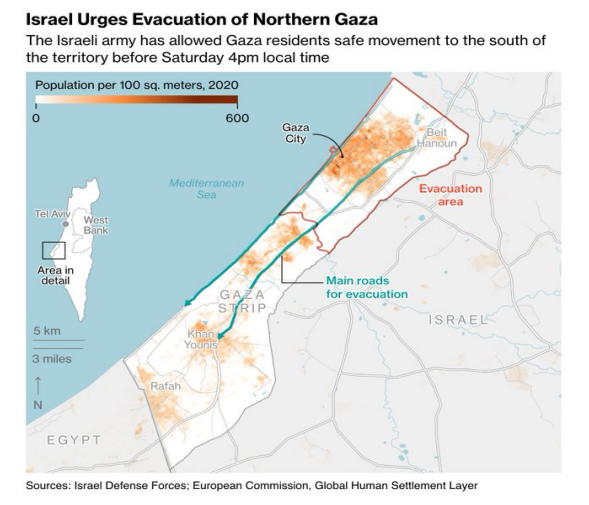 Israel Urges Evacuation of Northern Gaza
The Israeli army has allowed Gaza residents safe movement to the south of
the territory before Saturday 4pm local time
Population per 100 sq. meters, 2020
0
600
Gaza
City
Beit
Hanoun
Mediterranean
Sea
Evacuation
area
Tel Aviv
West
Bank
Area in
detail
Main roads
for evacuation
GAZA
STRIP
ISRAEL
5 km
3 miles
Khan
Younis
N
Rafah
EGYPT
Sources: Israel Defense Forces; European Commission, Global Human Settlement Layer